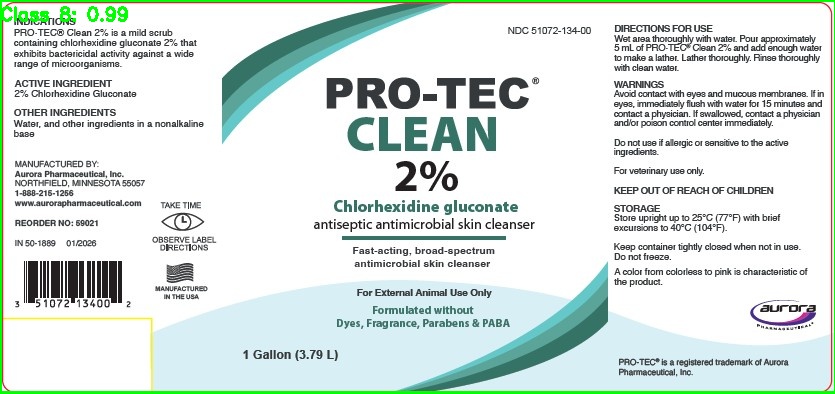 Class 8: 0.99
INDICATIONS
PRO-TEC® Clean 2% is a mild scrub
containing chlorhexidine gluconate 2% that
exhibits bactericidal activity against a wide
range of microorganisms.
ACTIVE INGREDIENT
2% Chlorhexidine Gluconate
OTHER INGREDIENTS
Water, and other ingredients in a nonalkaline
base
MANUFACTURED BY:
Aurora Pharmaceutical, Inc.
NORTHFIELD, MINNESOTA 55057
1-888-215-1256
www.aurorapharmaceutical.com
REORDER NO: 59021
IN 50-1889 01/2026
TAKE TIME
OBSERVE LABEL
DIRECTIONS
MANUFACTURED
IN THE USA
3 51072 13400 2
NDC 51072-134-00
PRO-TEC®
CLEAN
2%
Chlorhexidine gluconate
antiseptic antimicrobial skin cleanser
Fast-acting, broad-spectrum
antimicrobial skin cleanser
For External Animal Use Only
Formulated without
Dyes, Fragrance, Parabens & PABA
1 Gallon (3.79 L)
DIRECTIONS FOR USE
Wet area thoroughly with water. Pour approximately
5 mL of PRO-TEC® Clean 2% and add enough water
to make a lather. Lather thoroughly. Rinse thoroughly
with clean water.
WARNINGS
Avoid contact with eyes and mucous membranes. If in
eyes, immediately flush with water for 15 minutes and
contact a physician. If swallowed, contact a physician
and/or poison control center immediately.
Do not use if allergic or sensitive to the active
ingredients.
For veterinary use only.
KEEP OUT OF REACH OF CHILDREN
STORAGE
Store upright up to 25°C (77°F) with brief
excursions to 40°C (104°F).
Keep container tightly closed when not in use.
Do not freeze.
A color from colorless to pink is characteristic of
the product.
aurora
PHARMACEUTICAL
PRO-TEC® is a registered trademark of Aurora
Pharmaceutical, Inc.